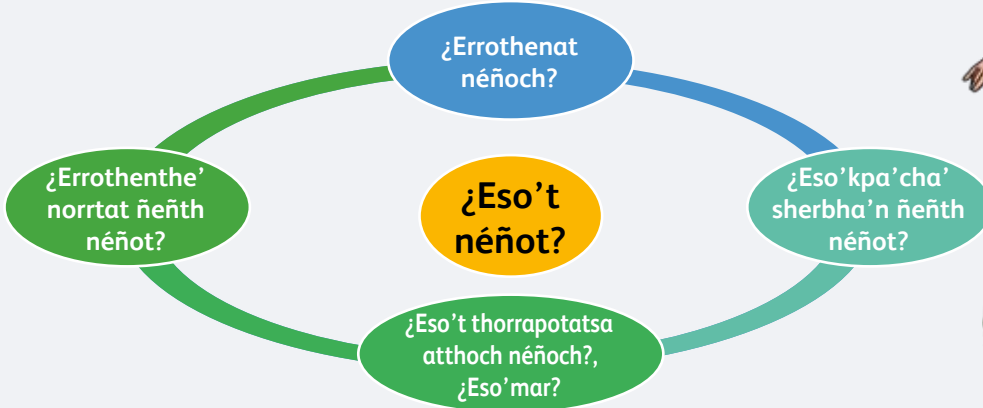 ¿Errothenat
néñoch?
¿Errothenthe’
norrtat ñeñth
néñot?
¿Eso’t
néñot?
¿Eso’kpa’cha’
sherbha’n ñeñth
néñot?
¿Eso’t thorrapotatsa
atthoch néñoch?,
¿Eso’mar?